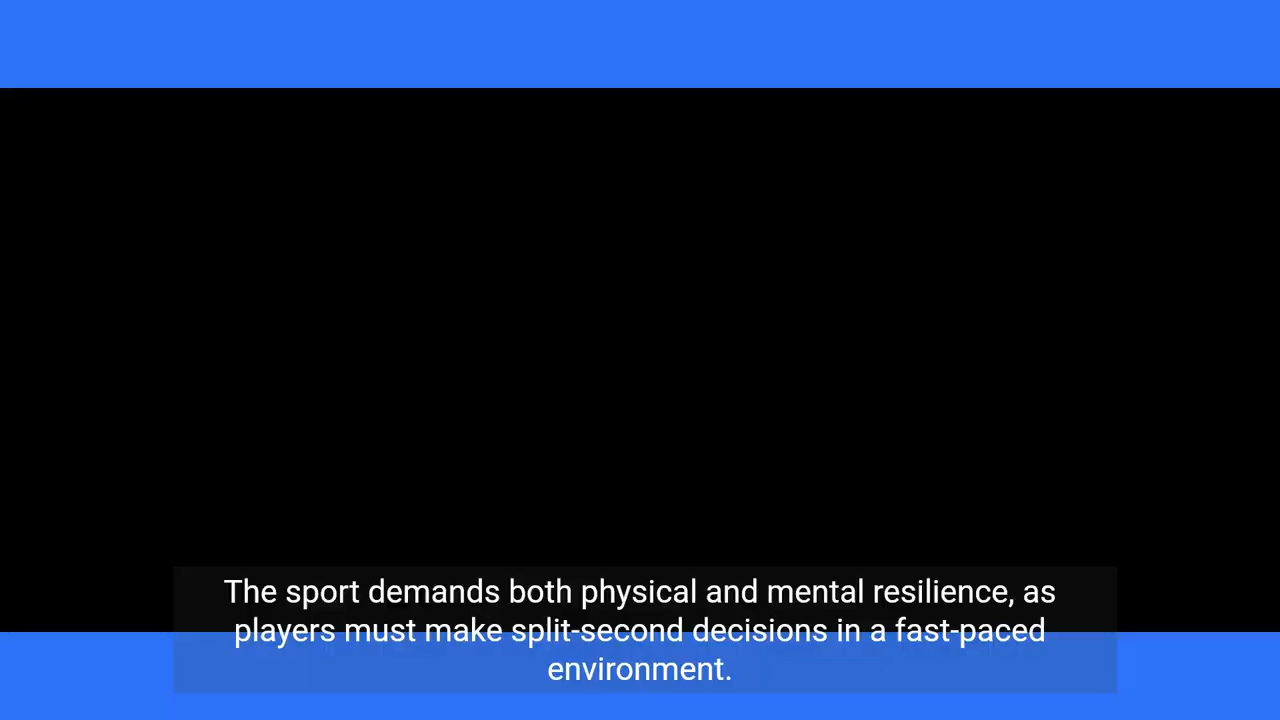 The sport demands both physical and mental resilience, as
players must make split-second decisions in a fast-paced
environment.